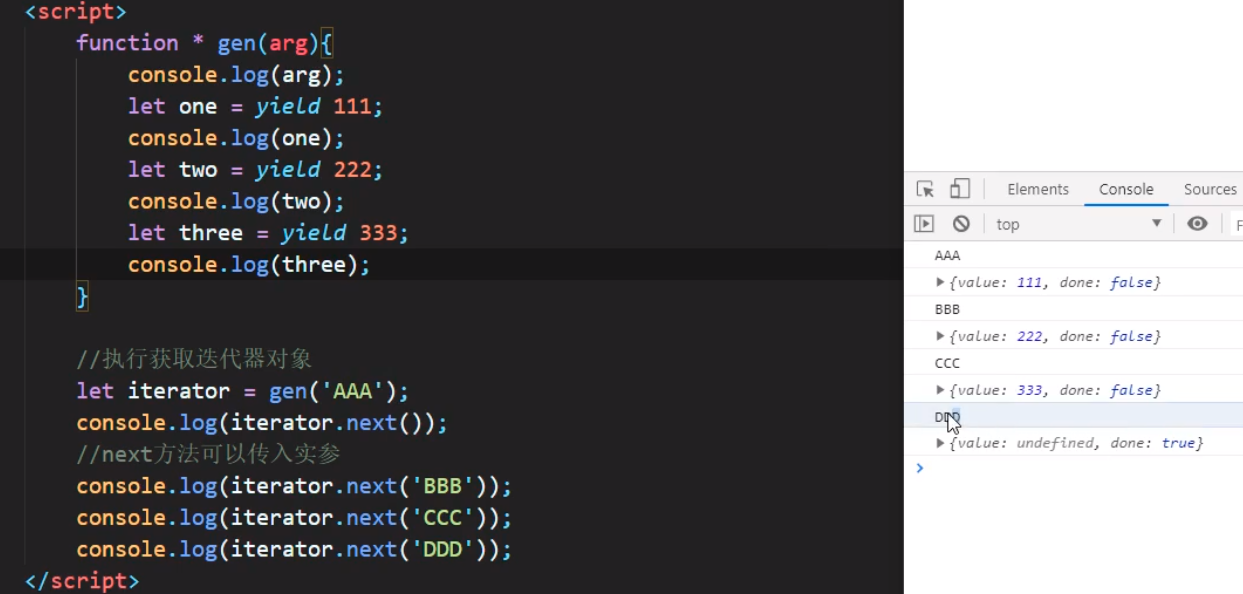 <script>
function * gen(arg){
console.log(arg);
let one = yield 111;
console.log(one);
let two = yield 222;
console.log(two);
let three = yield 333;
console.log(three);
}
//执行获取迭代器对象
let iterator = gen('AAA');
console.log(iterator.next());
//next方法可以传入实参
console.log(iterator.next('BBB'));
console.log(iterator.next('CCC'));
console.log(iterator.next('DDD'));
</script>
Elements Console Sources
top F
AAA
{value: 111, done: false}
BBB
{value: 222, done: false}
CCC
{value: 333, done: false}
DDD
{value: undefined, done: true}